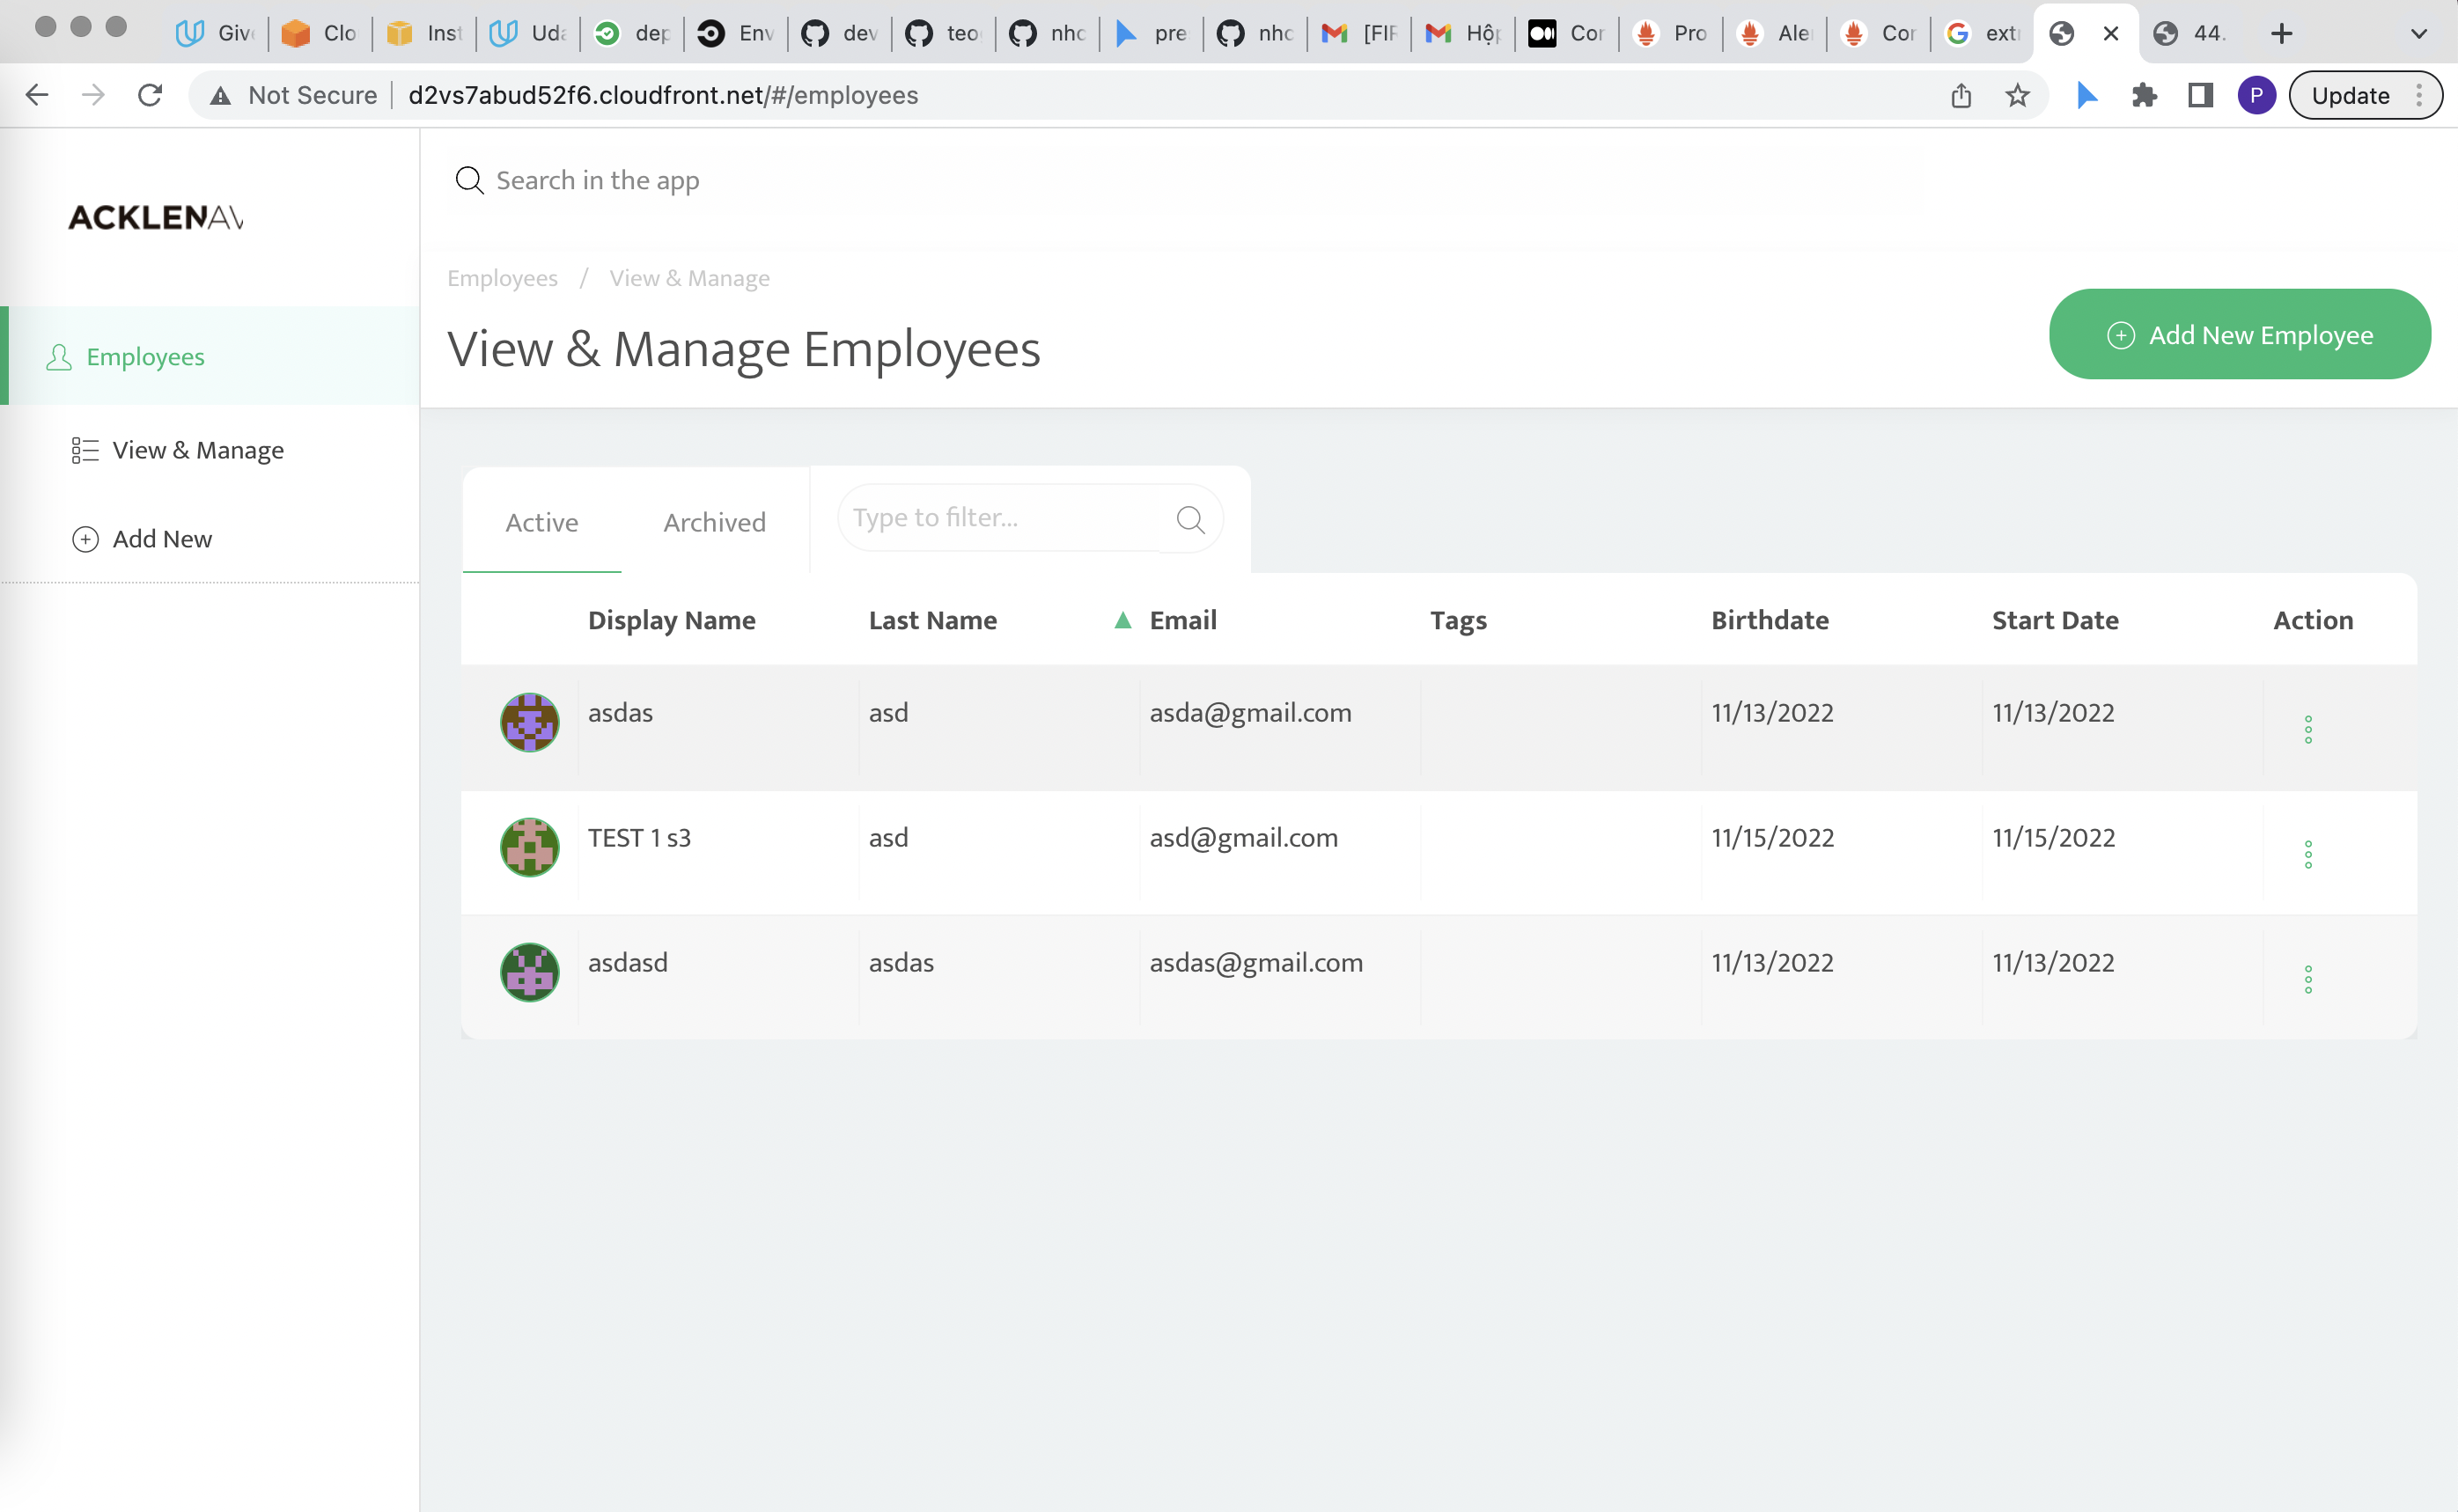 Give Clo Inst Uda dep Env dev teo nho pre nho [FIF Hộp Cor Pro Ale Cor ext 44.
Not Secure d2vs7abud52f6.cloudfront.net/#/employees P Update
Search in the app
ACKLENAV
Employees / View & Manage
View & Manage Employees
Add New Employee
Employees
View & Manage
Add New
Active Archived Type to filter...
Display Name Last Name Email Tags Birthdate Start Date Action
asdas asd asda@gmail.com 11/13/2022 11/13/2022
TEST 1 s3 asd asd@gmail.com 11/15/2022 11/15/2022
asdasd asdas asdas@gmail.com 11/13/2022 11/13/2022